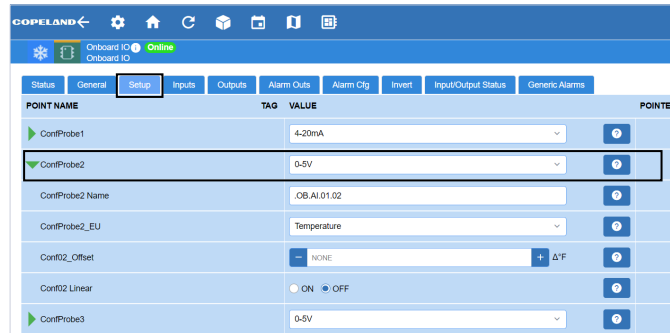 COPELAND
Onboard IO i Online
Onboard IO
Status General Setup Inputs Outputs Alarm Outs Alarm Cfg Invert Input/Output Status Generic Alarms
POINT NAME TAG VALUE POINTE
ConfProbe1 4-20mA ?
ConfProbe2 0-5V ?
ConfProbe2 Name .OB.AI.01.02 ?
ConfProbe2_EU Temperature ?
Conf02_Offset − NONE + Δ°F ?
Conf02 Linear ON OFF ?
ConfProbe3 0-5V ?